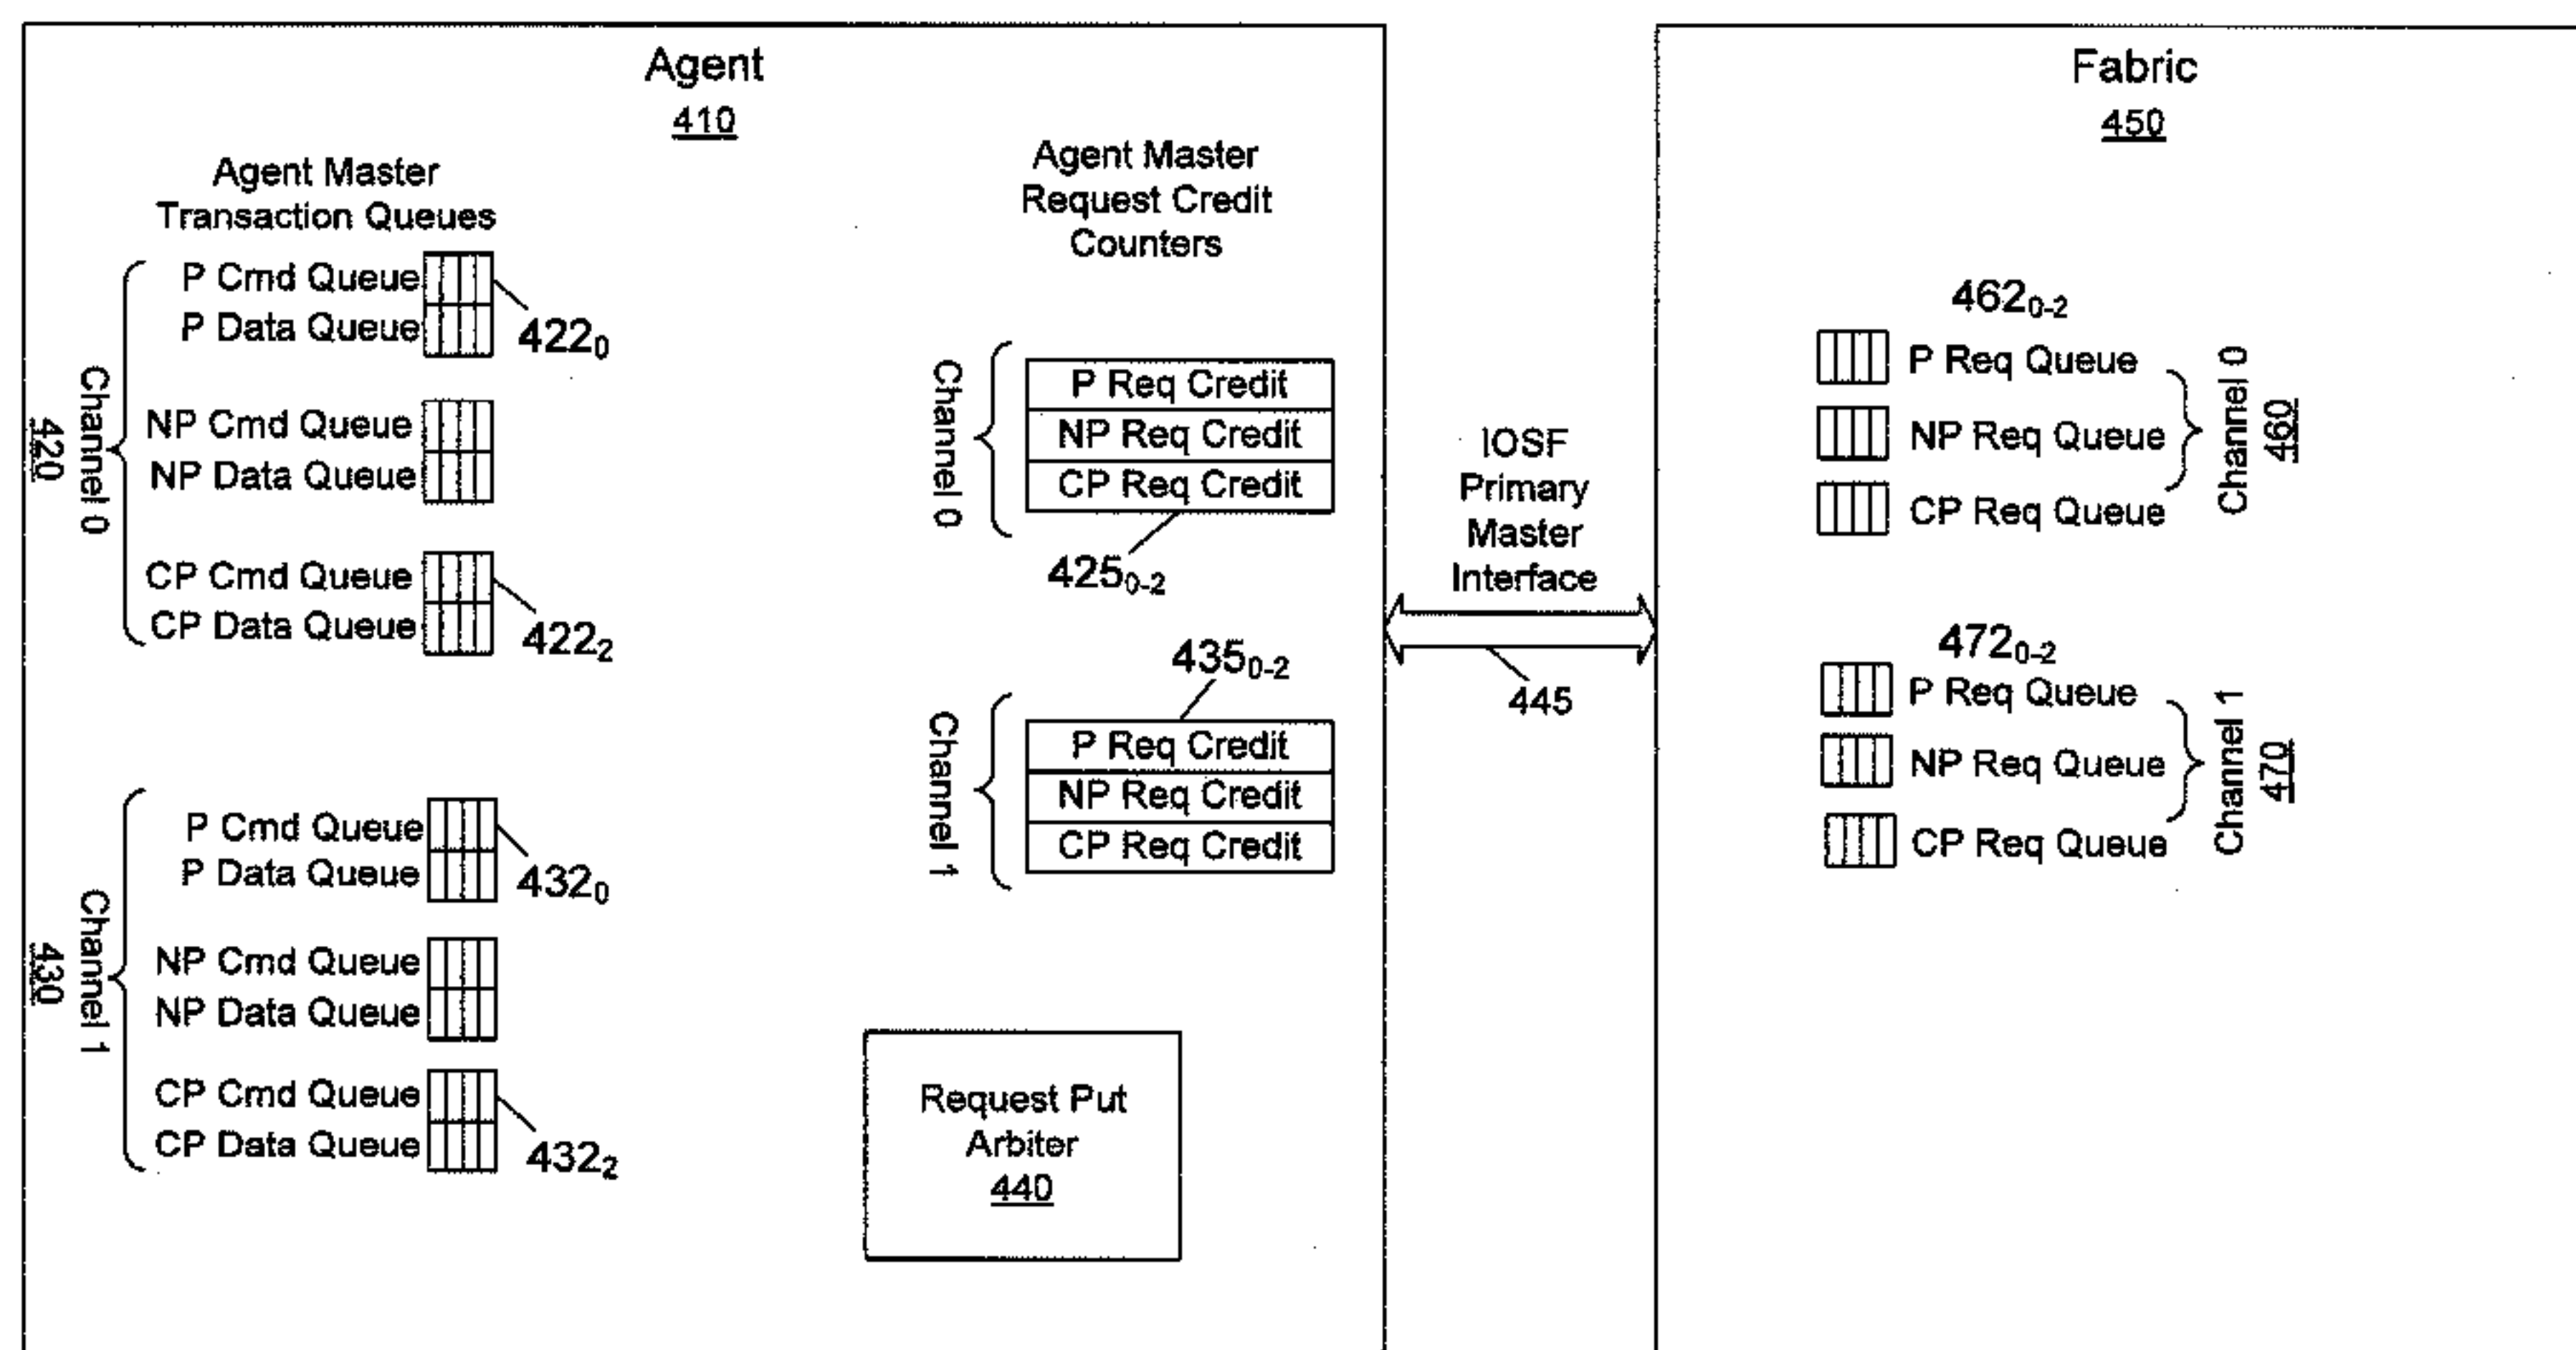 Agent
410
Agent Master
Transaction Queues
P Cmd Queue
P Data Queue
422₀
NP Cmd Queue
NP Data Queue
CP Cmd Queue
CP Data Queue
422₂
Channel 0
420
P Cmd Queue
P Data Queue
432₀
NP Cmd Queue
NP Data Queue
CP Cmd Queue
CP Data Queue
432₂
Channel 1
430
Agent Master
Request Credit
Counters
Channel 0
P Req Credit
NP Req Credit
CP Req Credit
425₀₋₂
435₀₋₂
Channel 1
P Req Credit
NP Req Credit
CP Req Credit
Request Put
Arbiter
440
IOSF
Primary
Master
Interface
445
Fabric
450
462₀₋₂
P Req Queue
NP Req Queue
CP Req Queue
Channel 0
460
472₀₋₂
P Req Queue
NP Req Queue
CP Req Queue
Channel 1
470